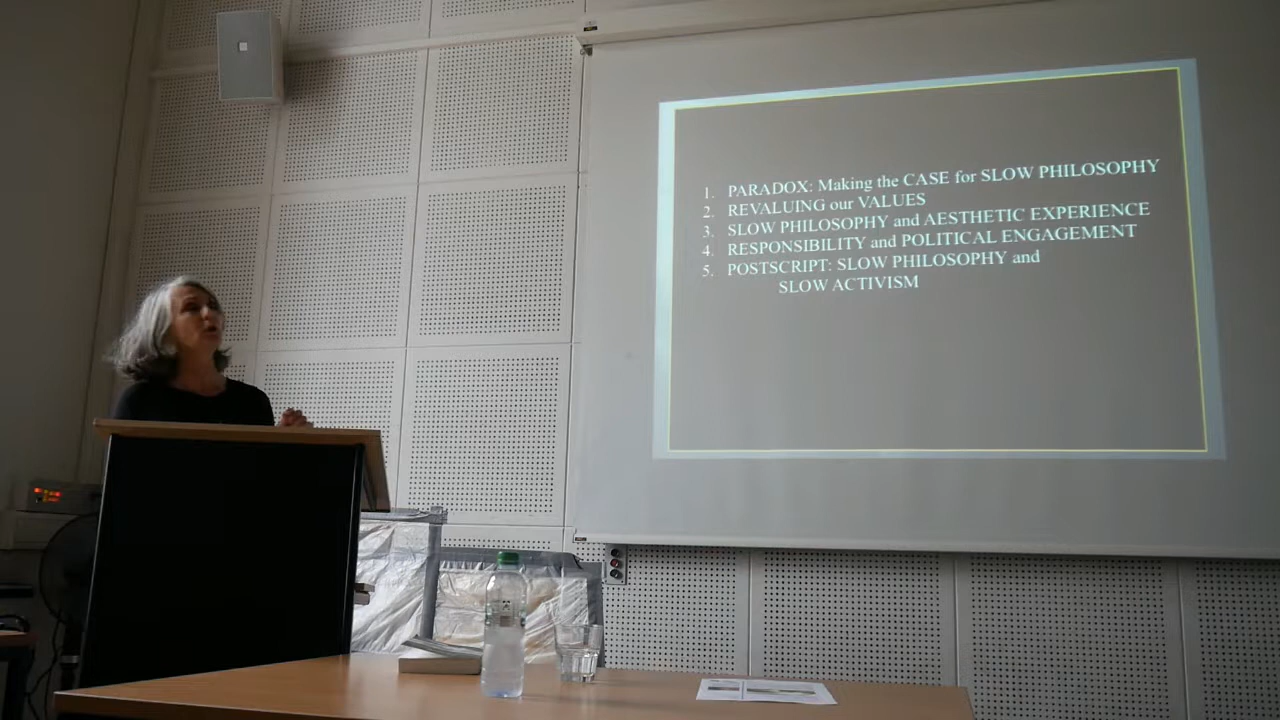 1. PARADOX: Making the CASE for SLOW PHILOSOPHY
2. REVALUING our VALUES
3. SLOW PHILOSOPHY and AESTHETIC EXPERIENCE
4. RESPONSIBILITY and POLITICAL ENGAGEMENT
5. POSTSCRIPT: SLOW PHILOSOPHY and
SLOW ACTIVISM